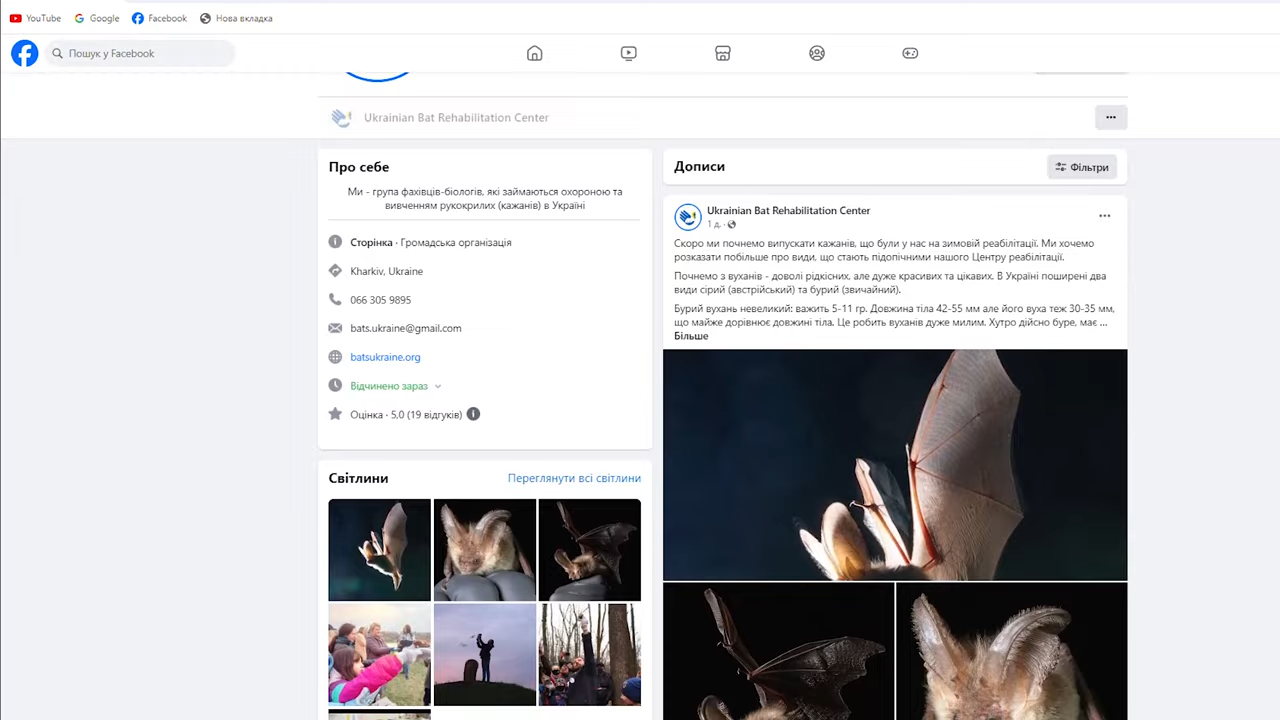 YouTube
Google
Facebook
Нова вкладка
Пошук у Facebook
Ukrainian Bat Rehabilitation Center
Про себе
Ми - група фахівців-біологів, які займаються охороною та
вивченням рукокрилих (кажанів) в Україні
Сторінка · Громадська організація
Kharkiv, Ukraine
066 305 9895
bats.ukraine@gmail.com
batsukraine.org
Відчинено зараз
Оцінка · 5,0 (19 відгуків)
Світлини
Переглянути всі світлини
Дописи
Фільтри
Ukrainian Bat Rehabilitation Center
1 д. ·
Скоро ми почнемо випускати кажанів, що були у нас на зимовій реабілітації. Ми хочемо
розказати побільше про види, що стають підопічними нашого Центру реабілітації.
Почнемо з вуханів - доволі рідкісних, але дуже красивих та цікавих. В Україні поширені два
види сірий (австрійський) та бурий (звичайний).
Бурий вухань невеликий: важить 5-11 гр. Довжина тіла 42-55 мм але його вуха теж 30-35 мм,
що майже дорівнює довжині тіла. Це робить вуханів дуже милим. Хутро дійсно буре, має ...
Більше